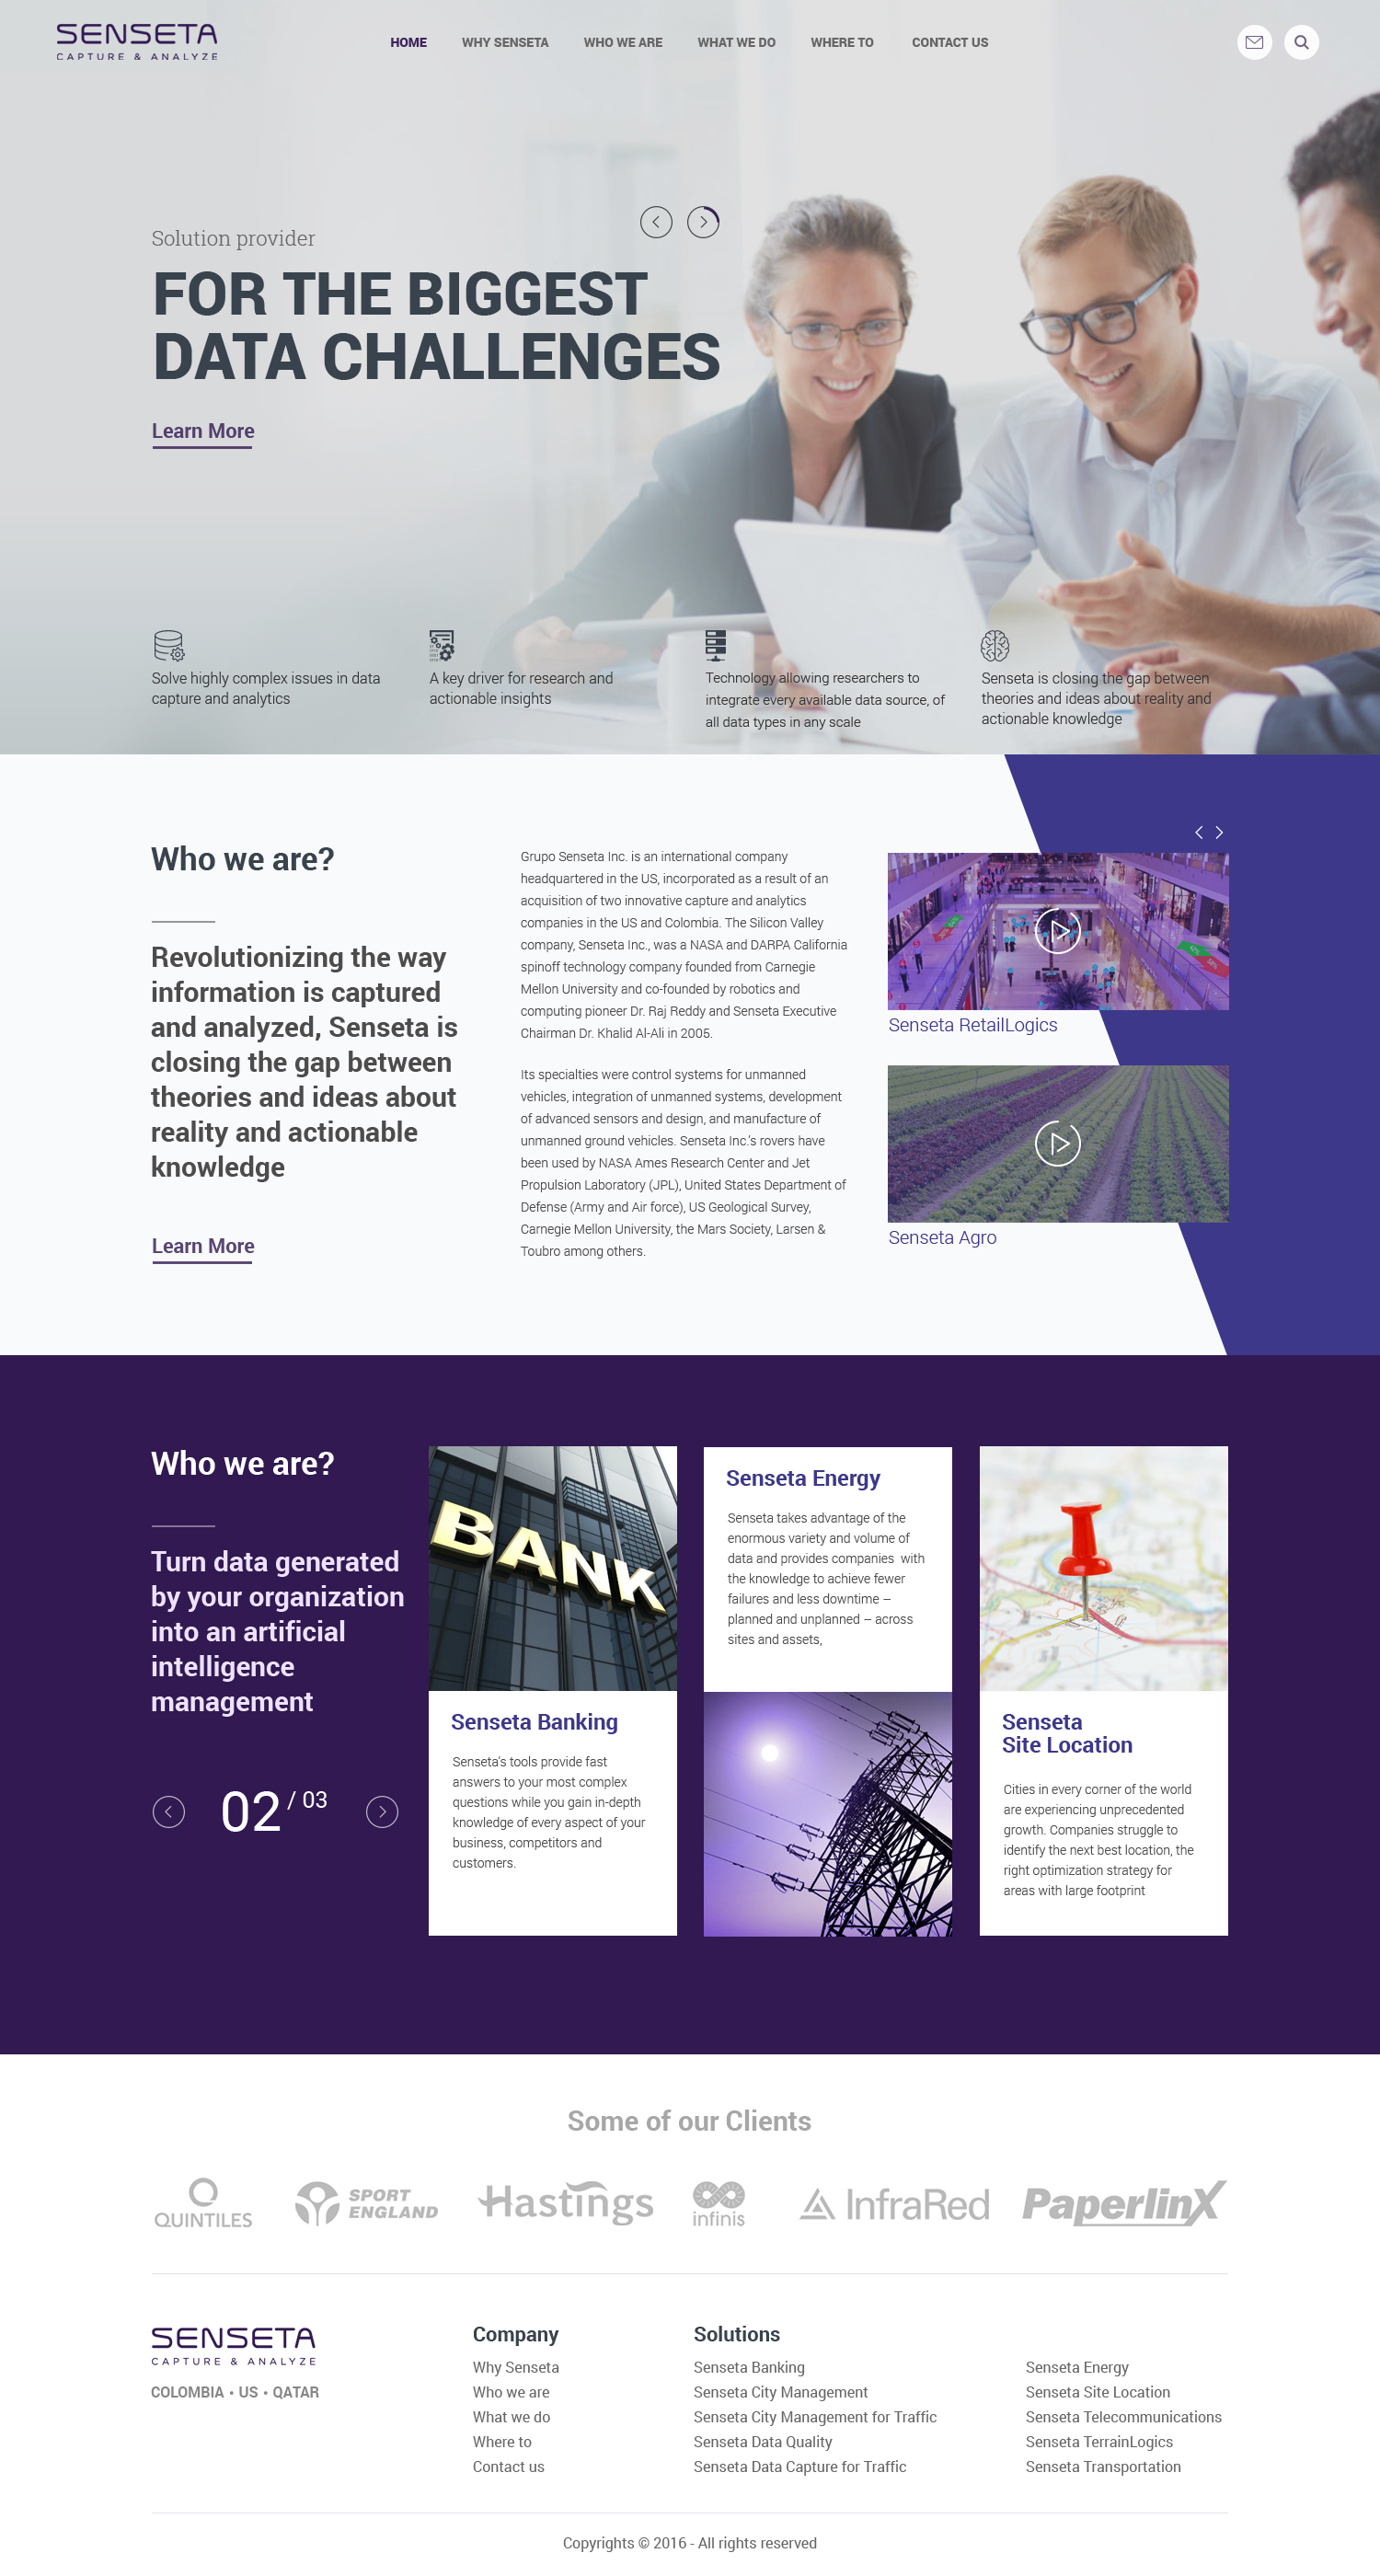 SENSETA
CAPTURE & ANALYZE
HOME WHY SENSETA WHO WE ARE WHAT WE DO WHERE TO CONTACT US
Solution provider
FOR THE BIGGEST
DATA CHALLENGES
Learn More
Solve highly complex issues in data
capture and analytics
A key driver for research and
actionable insights
Technology allowing researchers to
integrate every available data source, of
all data types in any scale
Senseta is closing the gap between
theories and ideas about reality and
actionable knowledge
Who we are?
Revolutionizing the way
information is captured
and analyzed, Senseta is
closing the gap between
theories and ideas about
reality and actionable
knowledge
Learn More
Grupo Senseta Inc. is an international company
headquartered in the US, incorporated as a result of an
acquisition of two innovative capture and analytics
companies in the US and Colombia. The Silicon Valley
company, Senseta Inc., was a NASA and DARPA California
spinoff technology company founded from Carnegie
Mellon University and co-founded by robotics and
computing pioneer Dr. Raj Reddy and Senseta Executive
Chairman Dr. Khalid Al-Ali in 2005.
Its specialties were control systems for unmanned
vehicles, integration of unmanned systems, development
of advanced sensors and design, and manufacture of
unmanned ground vehicles. Senseta Inc.'s rovers have
been used by NASA Ames Research Center and Jet
Propulsion Laboratory (JPL), United States Department of
Defense (Army and Air force), US Geological Survey,
Carnegie Mellon University, the Mars Society, Larsen &
Toubro among others.
Senseta RetailLogics
Senseta Agro
Who we are?
Turn data generated
by your organization
into an artificial
intelligence
management
02 / 03
BANK
Senseta Banking
Senseta's tools provide fast
answers to your most complex
questions while you gain in-depth
knowledge of every aspect of your
business, competitors and
customers.
Senseta Energy
Senseta takes advantage of the
enormous variety and volume of
data and provides companies with
the knowledge to achieve fewer
failures and less downtime –
planned and unplanned – across
sites and assets,
Senseta
Site Location
Cities in every corner of the world
are experiencing unprecedented
growth. Companies struggle to
identify the next best location, the
right optimization strategy for
areas with large footprint
Some of our Clients
QUINTILES
SPORT
ENGLAND
Hastings
infinis
InfraRed
PaperlinX
SENSETA
CAPTURE & ANALYZE
COLOMBIA • US • QATAR
Company
Why Senseta
Who we are
What we do
Where to
Contact us
Solutions
Senseta Banking
Senseta City Management
Senseta City Management for Traffic
Senseta Data Quality
Senseta Data Capture for Traffic
Senseta Energy
Senseta Site Location
Senseta Telecommunications
Senseta TerrainLogics
Senseta Transportation
Copyrights © 2016 - All rights reserved